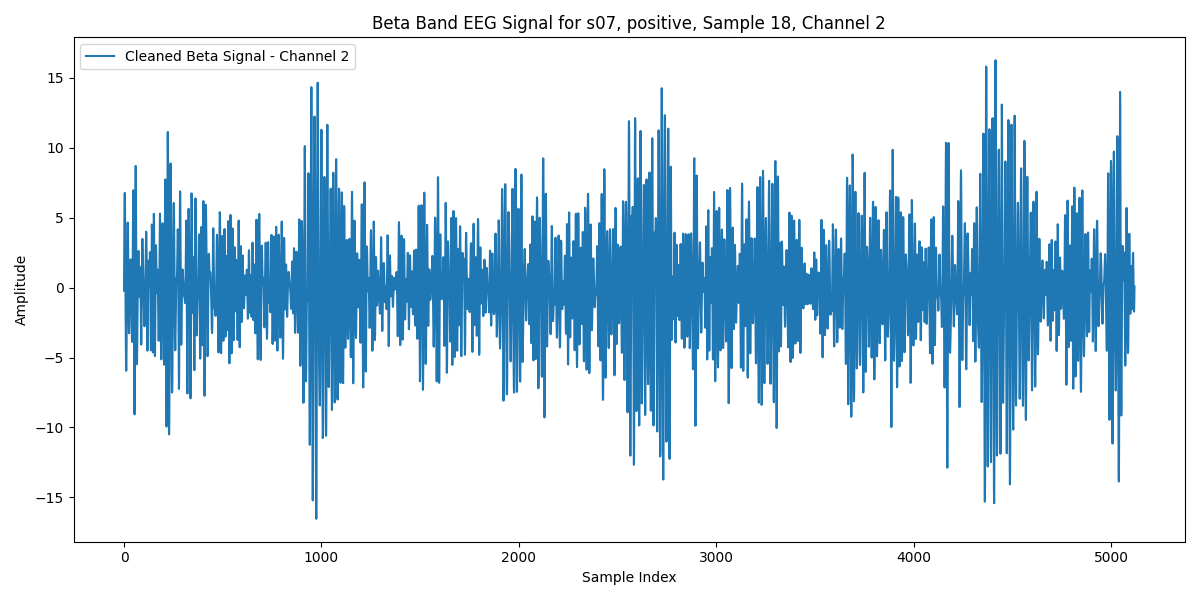 Beta Band EEG Signal for s07, positive, Sample 18, Channel 2
Cleaned Beta Signal - Channel 2
Amplitude
15
10
5
0
−5
−10
−15
0 1000 2000 3000 4000 5000
Sample Index